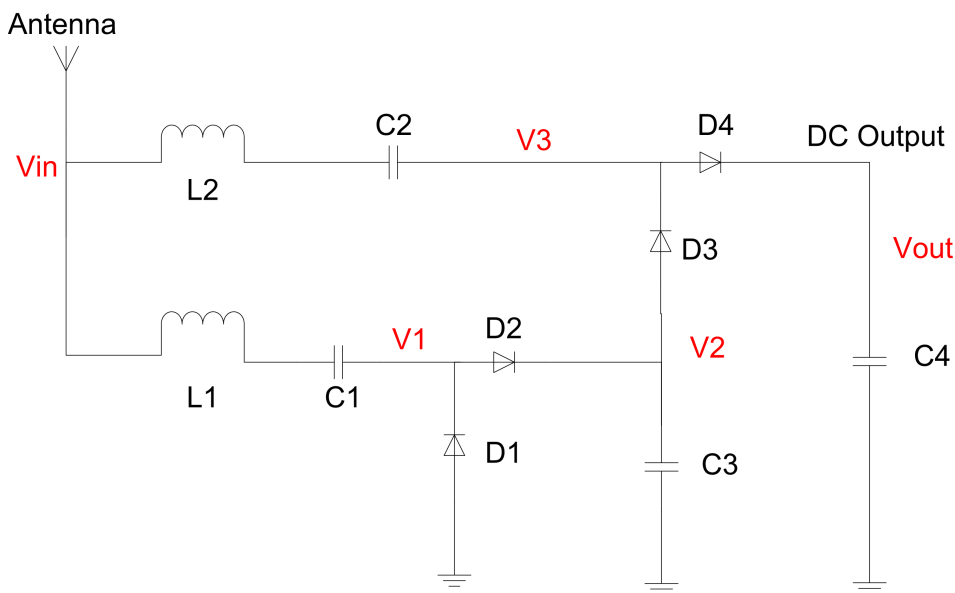 Antenna
C2
V3
D4
DC Output
Vin
L2
D3
Vout
V1
D2
V2
C4
L1
C1
D1
C3